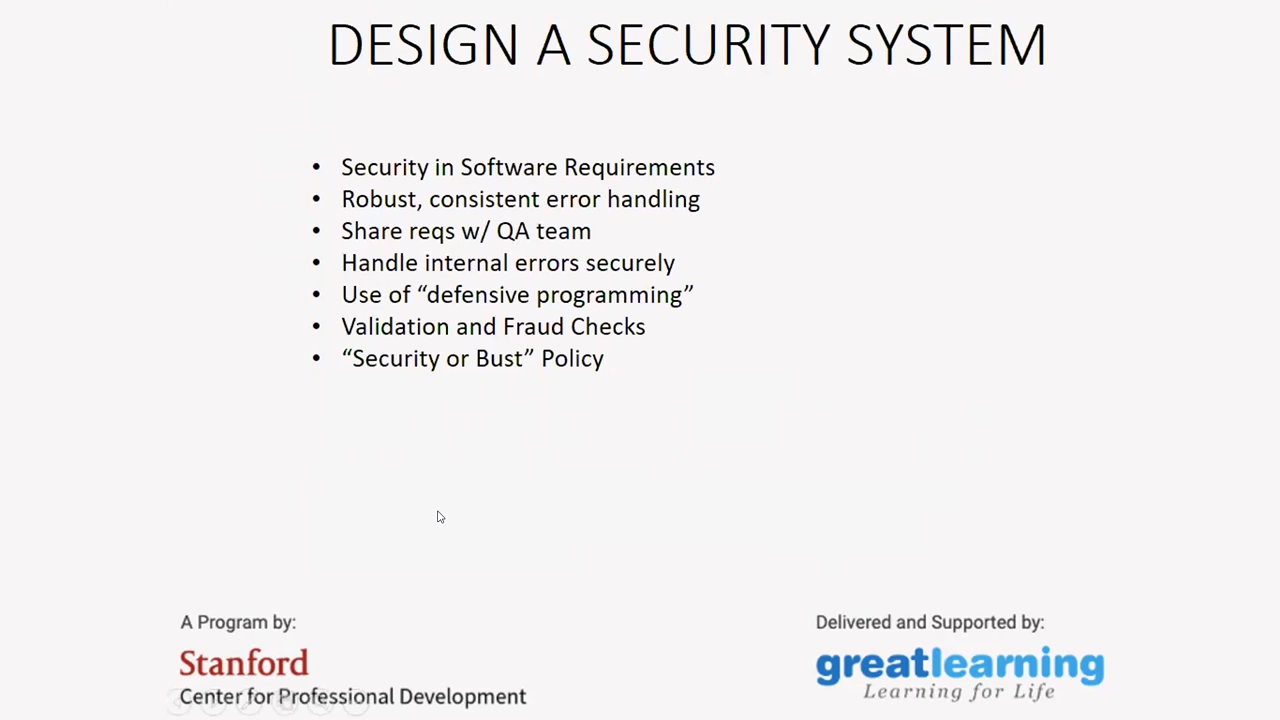 DESIGN A SECURITY SYSTEM
• Security in Software Requirements
• Robust, consistent error handling
• Share reqs w/ QA team
• Handle internal errors securely
• Use of “defensive programming”
• Validation and Fraud Checks
• “Security or Bust” Policy
A Program by:
Stanford
Center for Professional Development
Delivered and Supported by:
greatlearning
Learning for Life